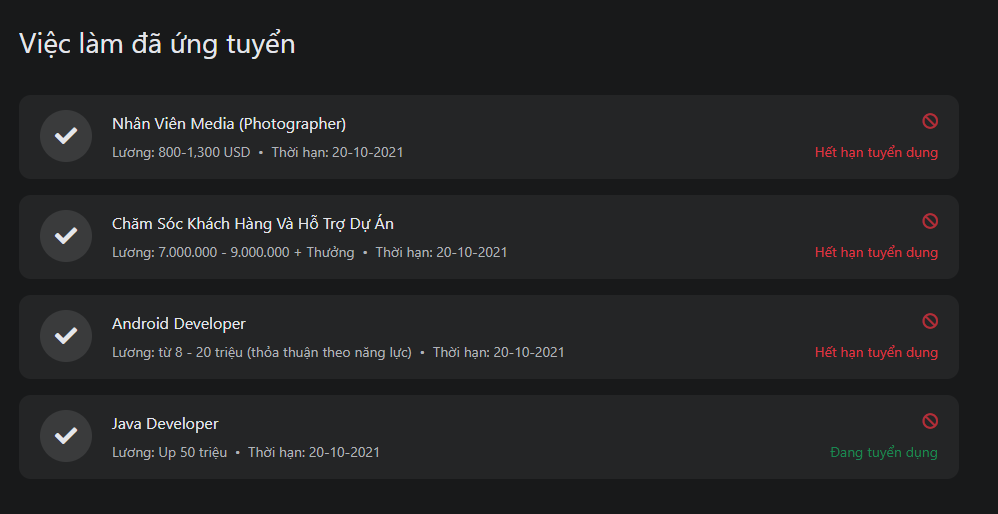 Việc làm đã ứng tuyển
Nhân Viên Media (Photographer)
Lương: 800-1,300 USD • Thời hạn: 20-10-2021
Hết hạn tuyển dụng
Chăm Sóc Khách Hàng Và Hỗ Trợ Dự Án
Lương: 7.000.000 - 9.000.000 + Thưởng • Thời hạn: 20-10-2021
Hết hạn tuyển dụng
Android Developer
Lương: từ 8 - 20 triệu (thỏa thuận theo năng lực) • Thời hạn: 20-10-2021
Hết hạn tuyển dụng
Java Developer
Lương: Up 50 triệu • Thời hạn: 20-10-2021
Đang tuyển dụng